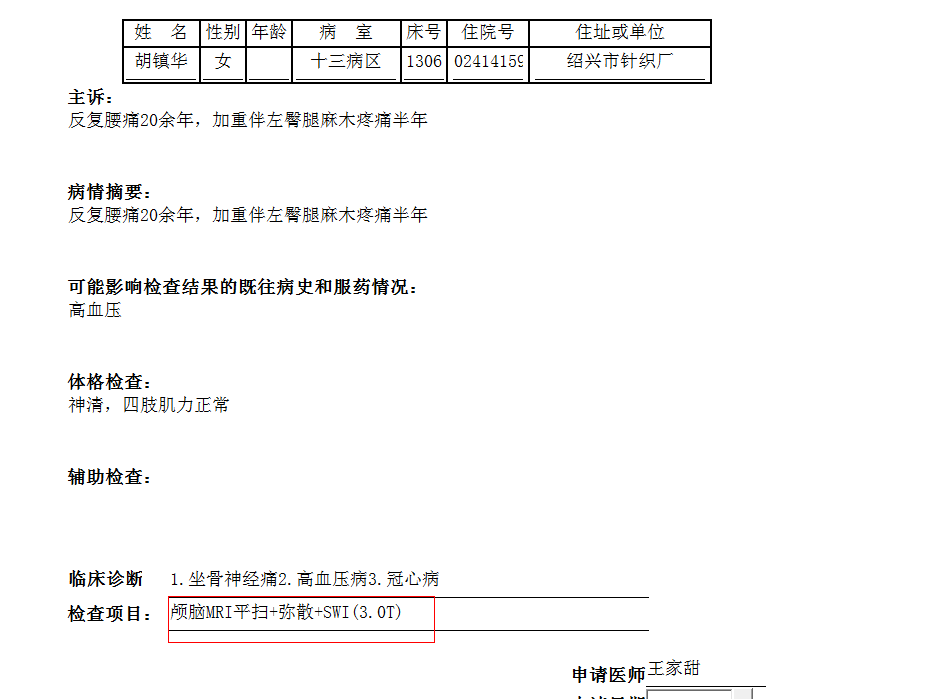 姓 名 性别 年龄 病 室 床号 住院号 住址或单位
胡镇华 女 十三病区 1306 02414159 绍兴市针织厂
主诉：
反复腰痛20余年，加重伴左臀腿麻木疼痛半年
病情摘要：
反复腰痛20余年，加重伴左臀腿麻木疼痛半年
可能影响检查结果的既往病史和服药情况：
高血压
体格检查：
神清，四肢肌力正常
辅助检查：
临床诊断 1.坐骨神经痛2.高血压病3.冠心病
检查项目： 颅脑MRI平扫+弥散+SWI(3.0T)
申请医师 王家甜